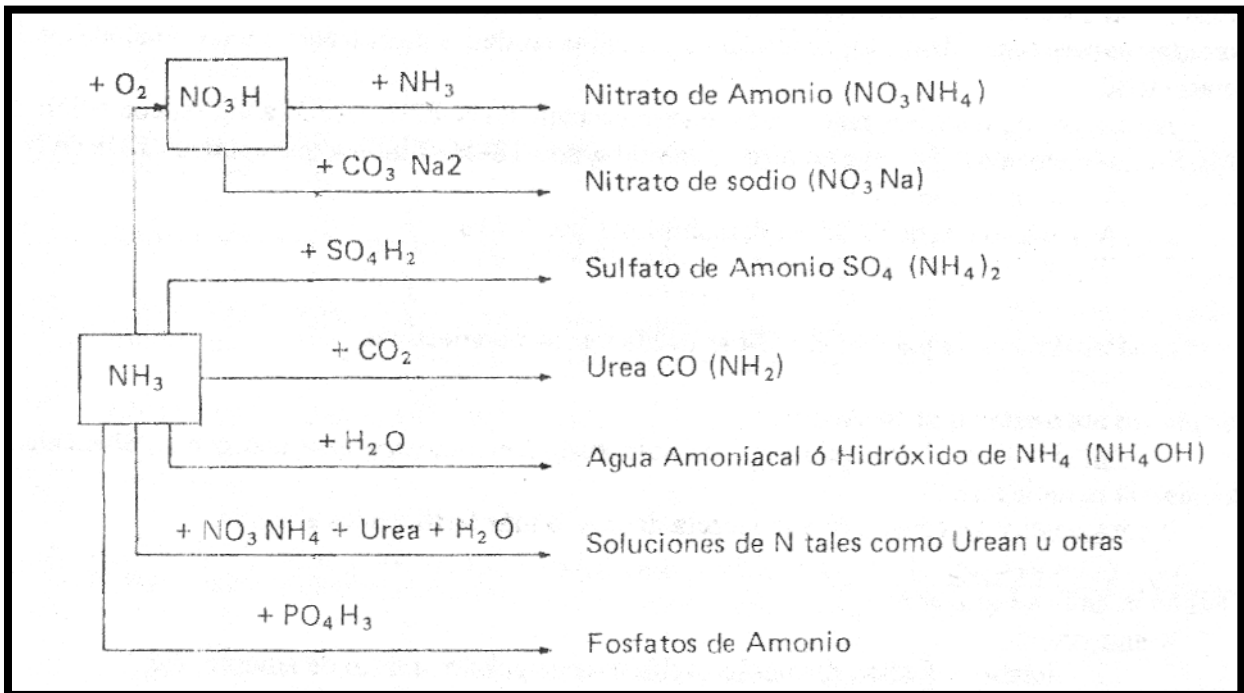 + O₂ NO₃H + NH₃ Nitrato de Amonio (NO₃NH₄)
+ CO₃ Na2 Nitrato de sodio (NO₃Na)
+ SO₄H₂ Sulfato de Amonio SO₄ (NH₄)₂
NH₃ + CO₂ Urea CO (NH₂)
+ H₂O Agua Amoniacal ó Hidróxido de NH₄ (NH₄OH)
+ NO₃NH₄ + Urea + H₂O Soluciones de N tales como Urean u otras
+ PO₄H₃ Fosfatos de Amonio